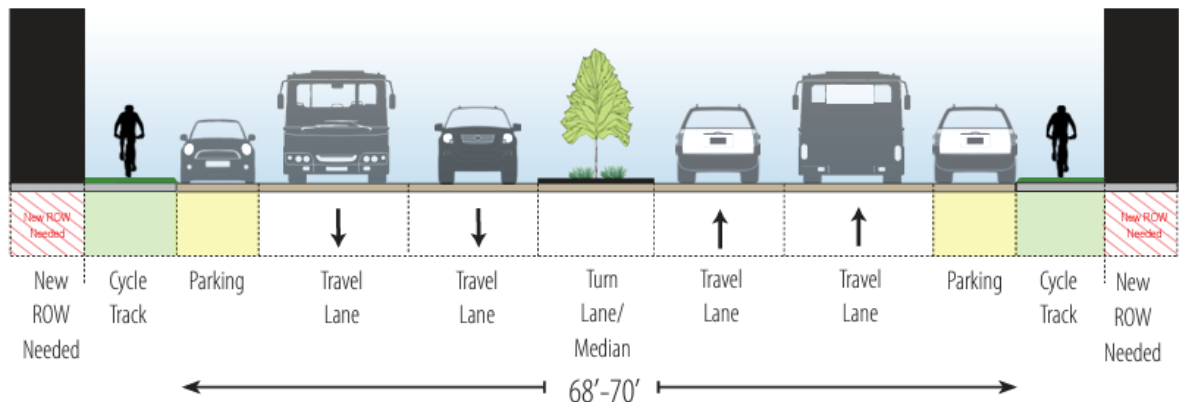 New ROW
Needed
New ROW
Needed
New
ROW
Needed
Cycle
Track
Parking
Travel
Lane
Travel
Lane
Turn
Lane/
Median
Travel
Lane
Travel
Lane
Parking
Cycle
Track
New
ROW
Needed
68'-70'